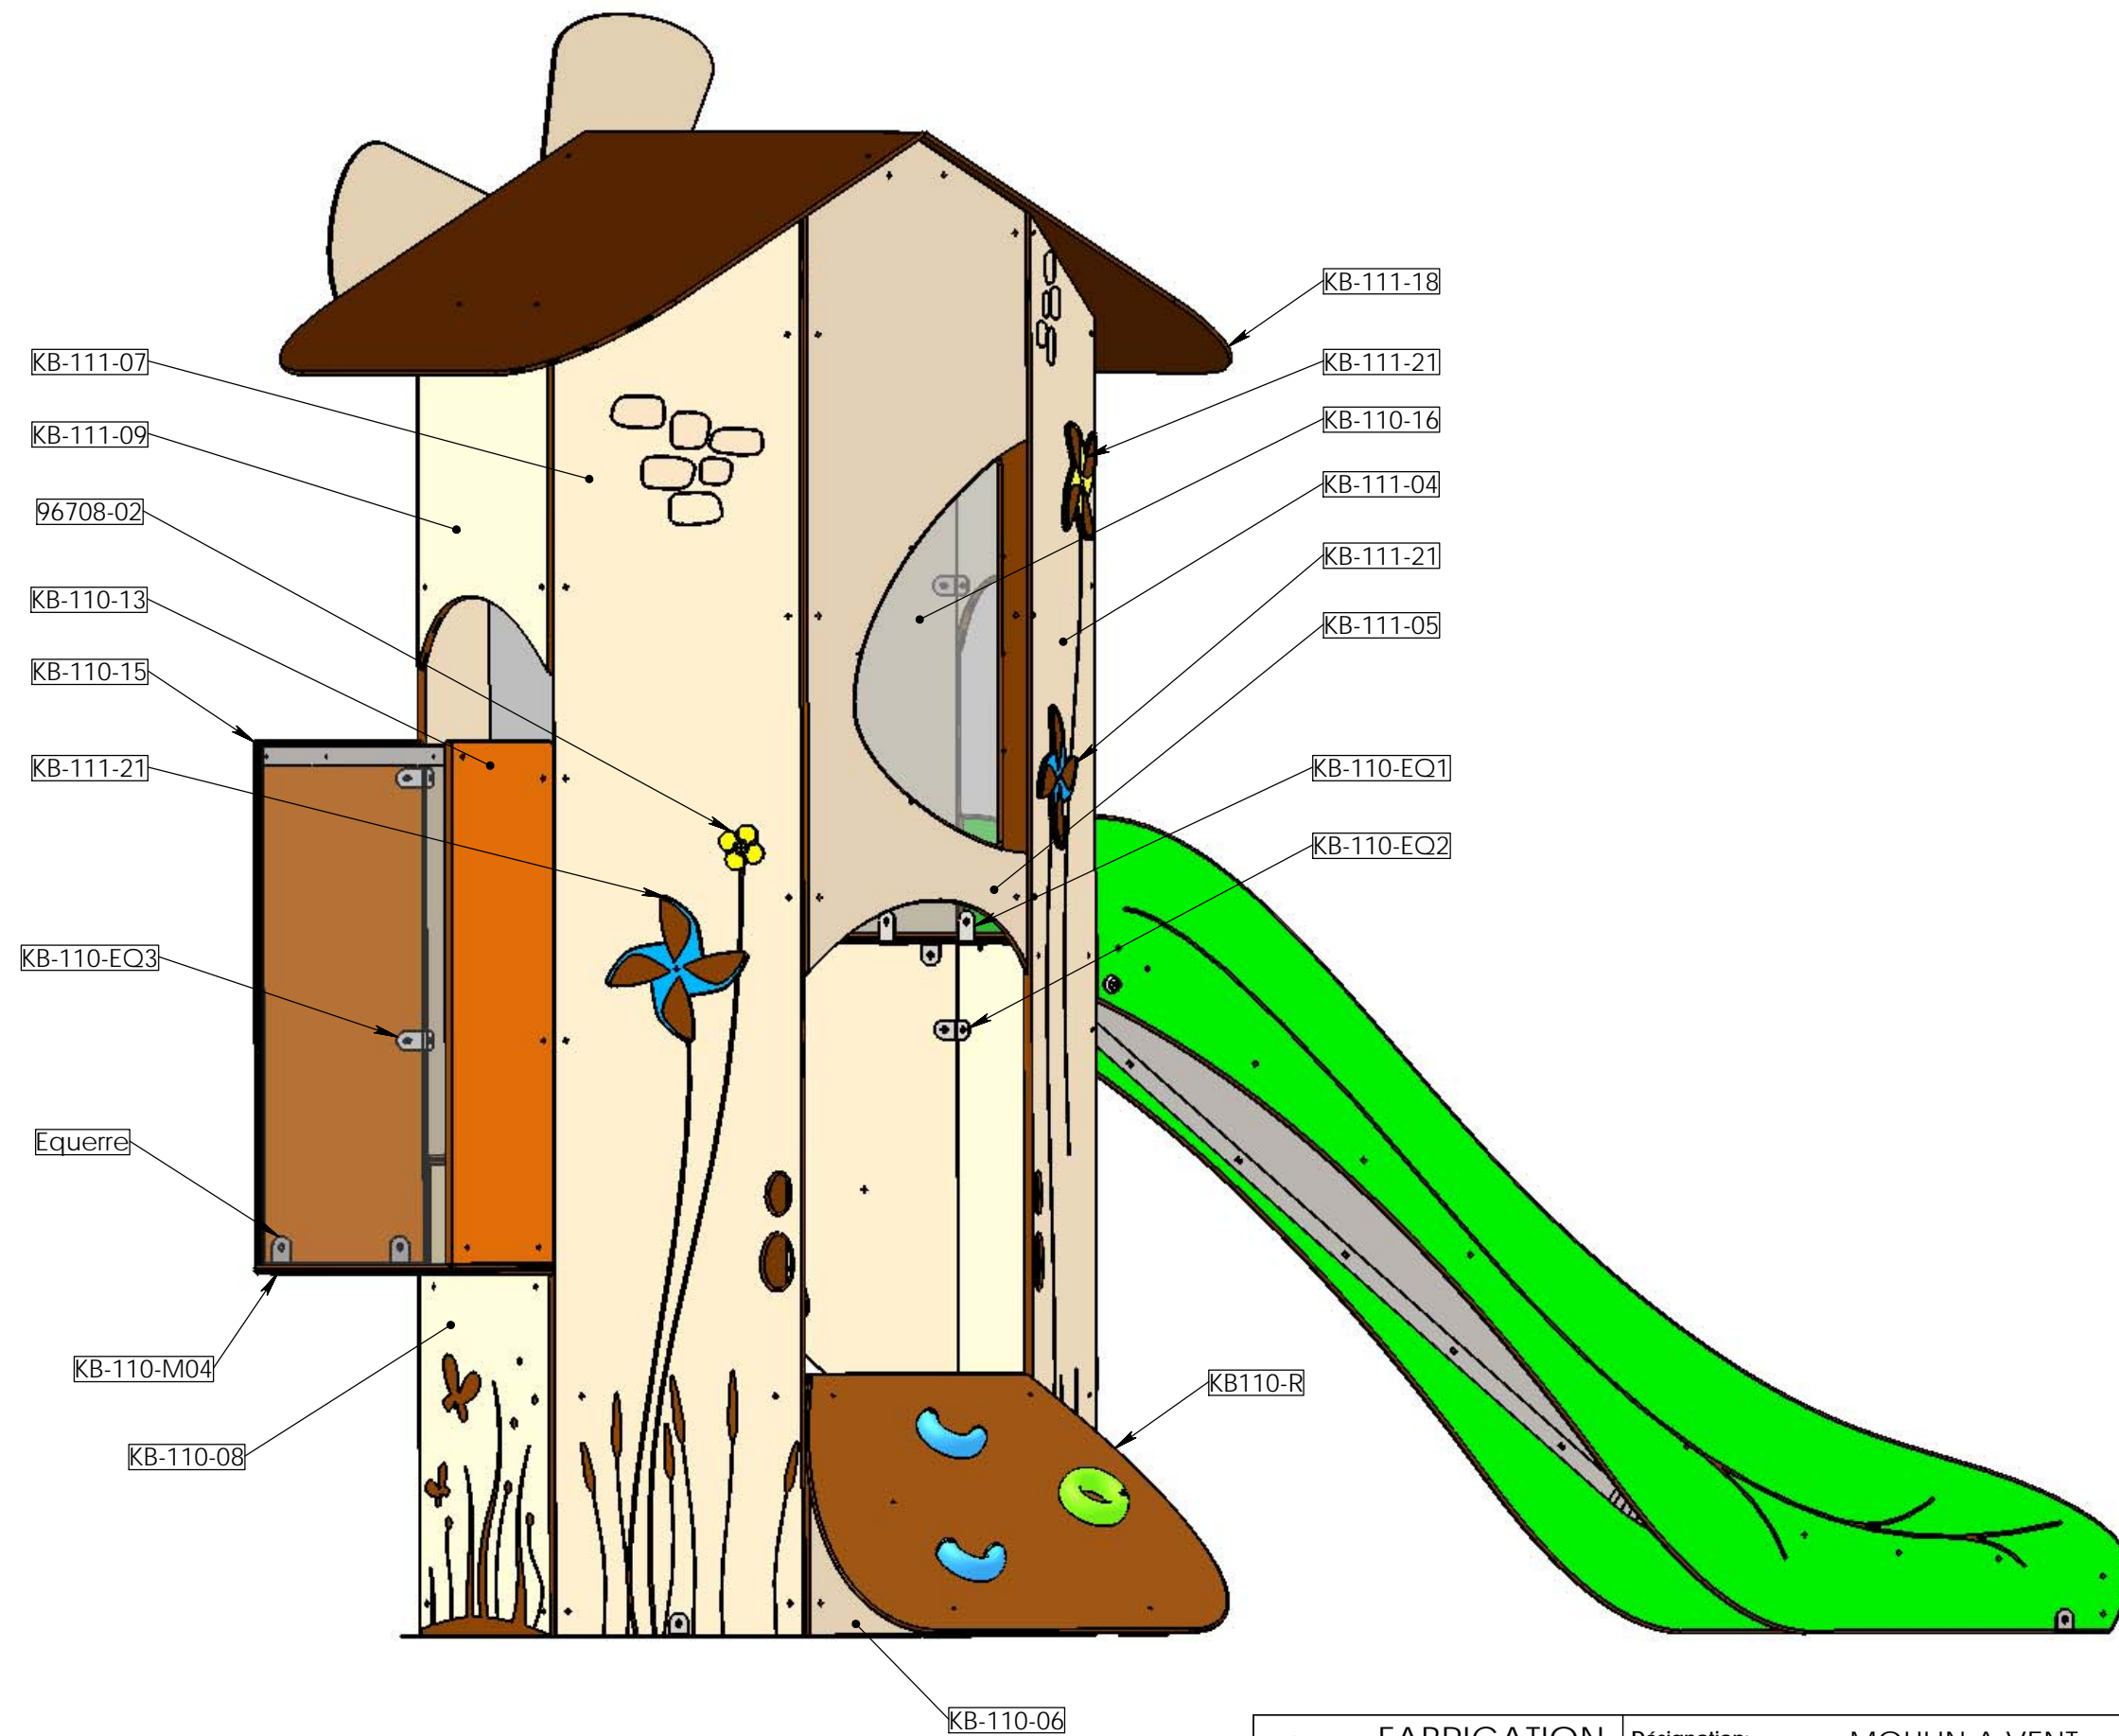 KB-111-18
KB-111-07
KB-111-21
KB-110-16
KB-111-09
KB-111-04
96708-02
KB-111-21
KB-110-13
KB-111-05
KB-110-15
KB-111-21
KB-110-EQ1
KB-110-EQ2
KB-110-EQ3
Equerre
KB-110-M04
KB110-R
KB-110-08
KB-110-06
FABRICATION
Désignation:
MOULIN A VENT